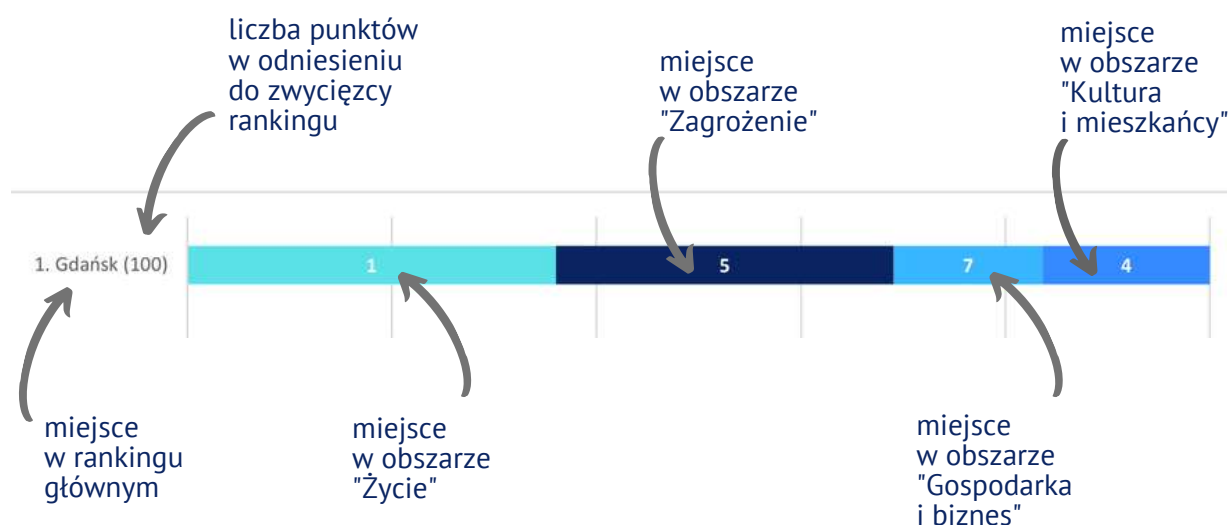 liczba punktów
w odniesieniu
do zwycięzcy
rankingu
miejsce
w obszarze
"Zagrożenie"
miejsce
w obszarze
"Kultura
i mieszkańcy"
1. Gdańsk (100)
1
5
7
4
miejsce
w rankingu
głównym
miejsce
w obszarze
"Życie"
miejsce
w obszarze
"Gospodarka
i biznes"